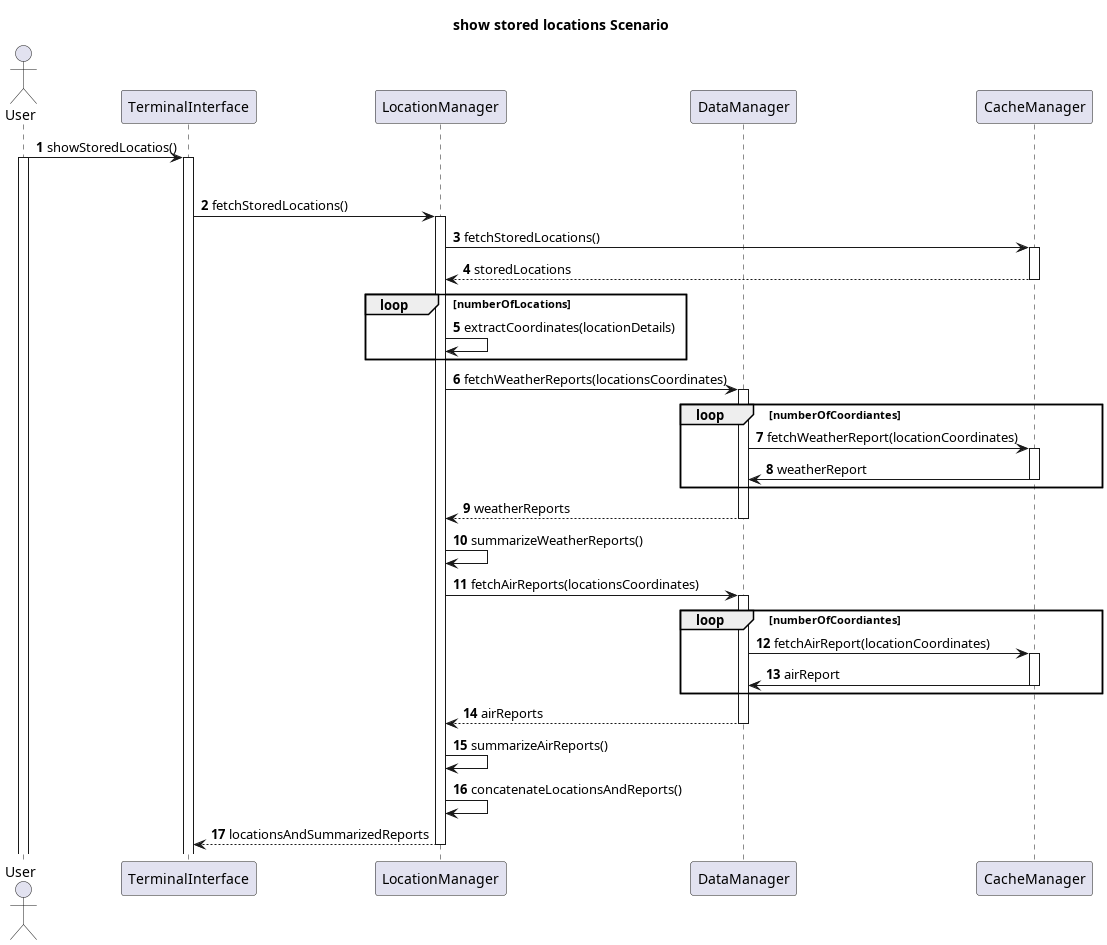 show stored locations Scenario
User
TerminalInterface
LocationManager
DataManager
CacheManager
1 showStoredLocatios()
2 fetchStoredLocations()
3 fetchStoredLocations()
4 storedLocations
loop [numberOfLocations]
5 extractCoordinates(locationDetails)
6 fetchWeatherReports(locationsCoordinates)
loop [numberOfCoordiantes]
7 fetchWeatherReport(locationCoordinates)
8 weatherReport
9 weatherReports
10 summarizeWeatherReports()
11 fetchAirReports(locationsCoordinates)
loop [numberOfCoordiantes]
12 fetchAirReport(locationCoordinates)
13 airReport
14 airReports
15 summarizeAirReports()
16 concatenateLocationsAndReports()
17 locationsAndSummarizedReports
User
TerminalInterface
LocationManager
DataManager
CacheManager